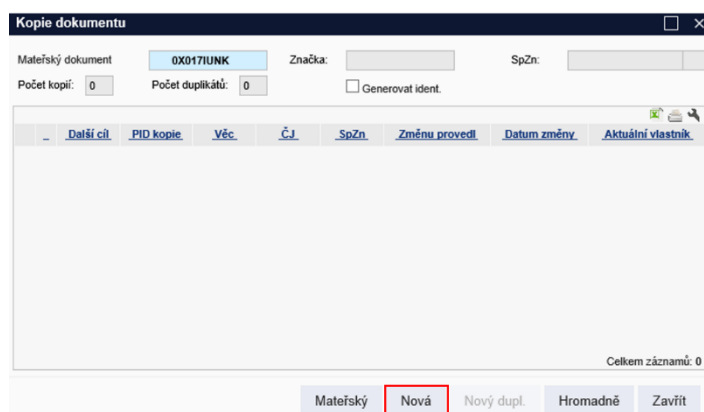 Kopie dokumentu
Mateřský dokument 0X017IUNK Značka: SpZn:
Počet kopií: 0 Počet duplikátů: 0 Generovat ident.
_ Další cíl PID kopie Věc ČJ SpZn Změnu provedl Datum změny Aktuální vlastník
Celkem záznamů: 0
Mateřský Nová Nový dupl. Hromadně Zavřít